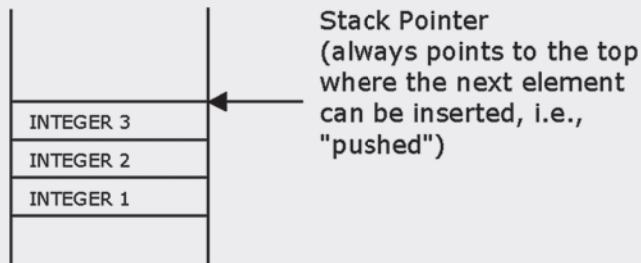 Stack Pointer
(always points to the top
where the next element
can be inserted, i.e.,
"pushed")
INTEGER 3
INTEGER 2
INTEGER 1